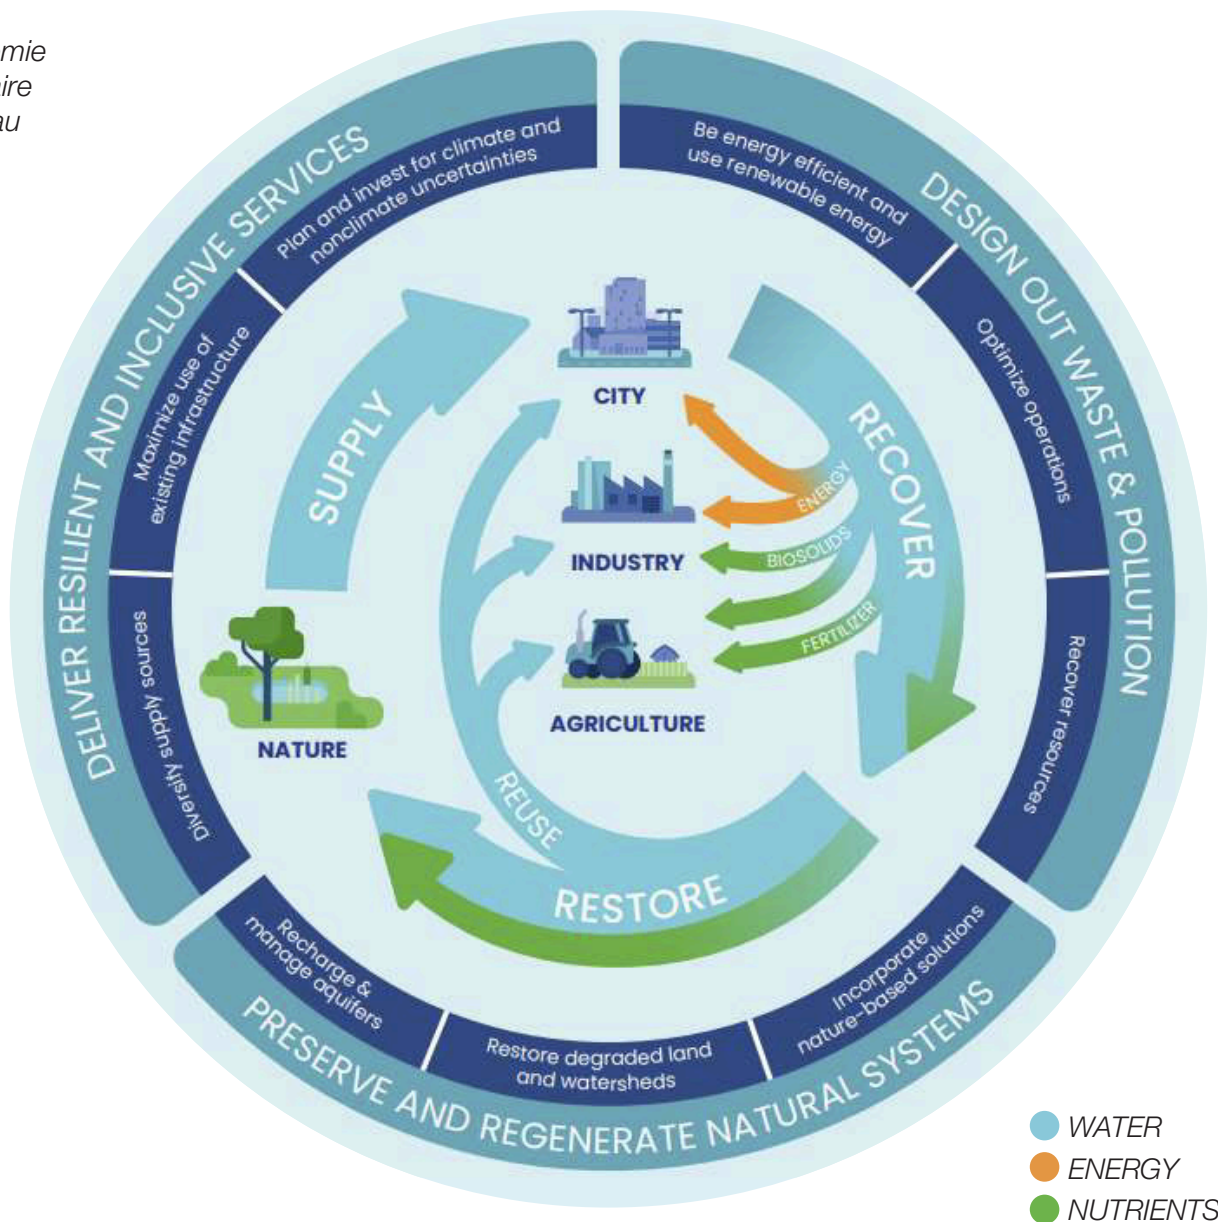 DELIVER RESILIENT AND INCLUSIVE SERVICES
Plan and invest for climate and
nonclimate uncertainties
Maximize use of
existing infrastructure
Diversify supply sources
DESIGN OUT WASTE & POLLUTION
Be energy efficient and
use renewable energy
Optimize operations
Recover resources
PRESERVE AND REGENERATE NATURAL SYSTEMS
Incorporate
nature-based solutions
Restore degraded land
and watersheds
Recharge &
manage aquifers
SUPPLY
CITY
RECOVER
ENERGY
INDUSTRY
BIOSOLIDS
FERTILIZER
AGRICULTURE
NATURE
REUSE
RESTORE
WATER
ENERGY
NUTRIENTS